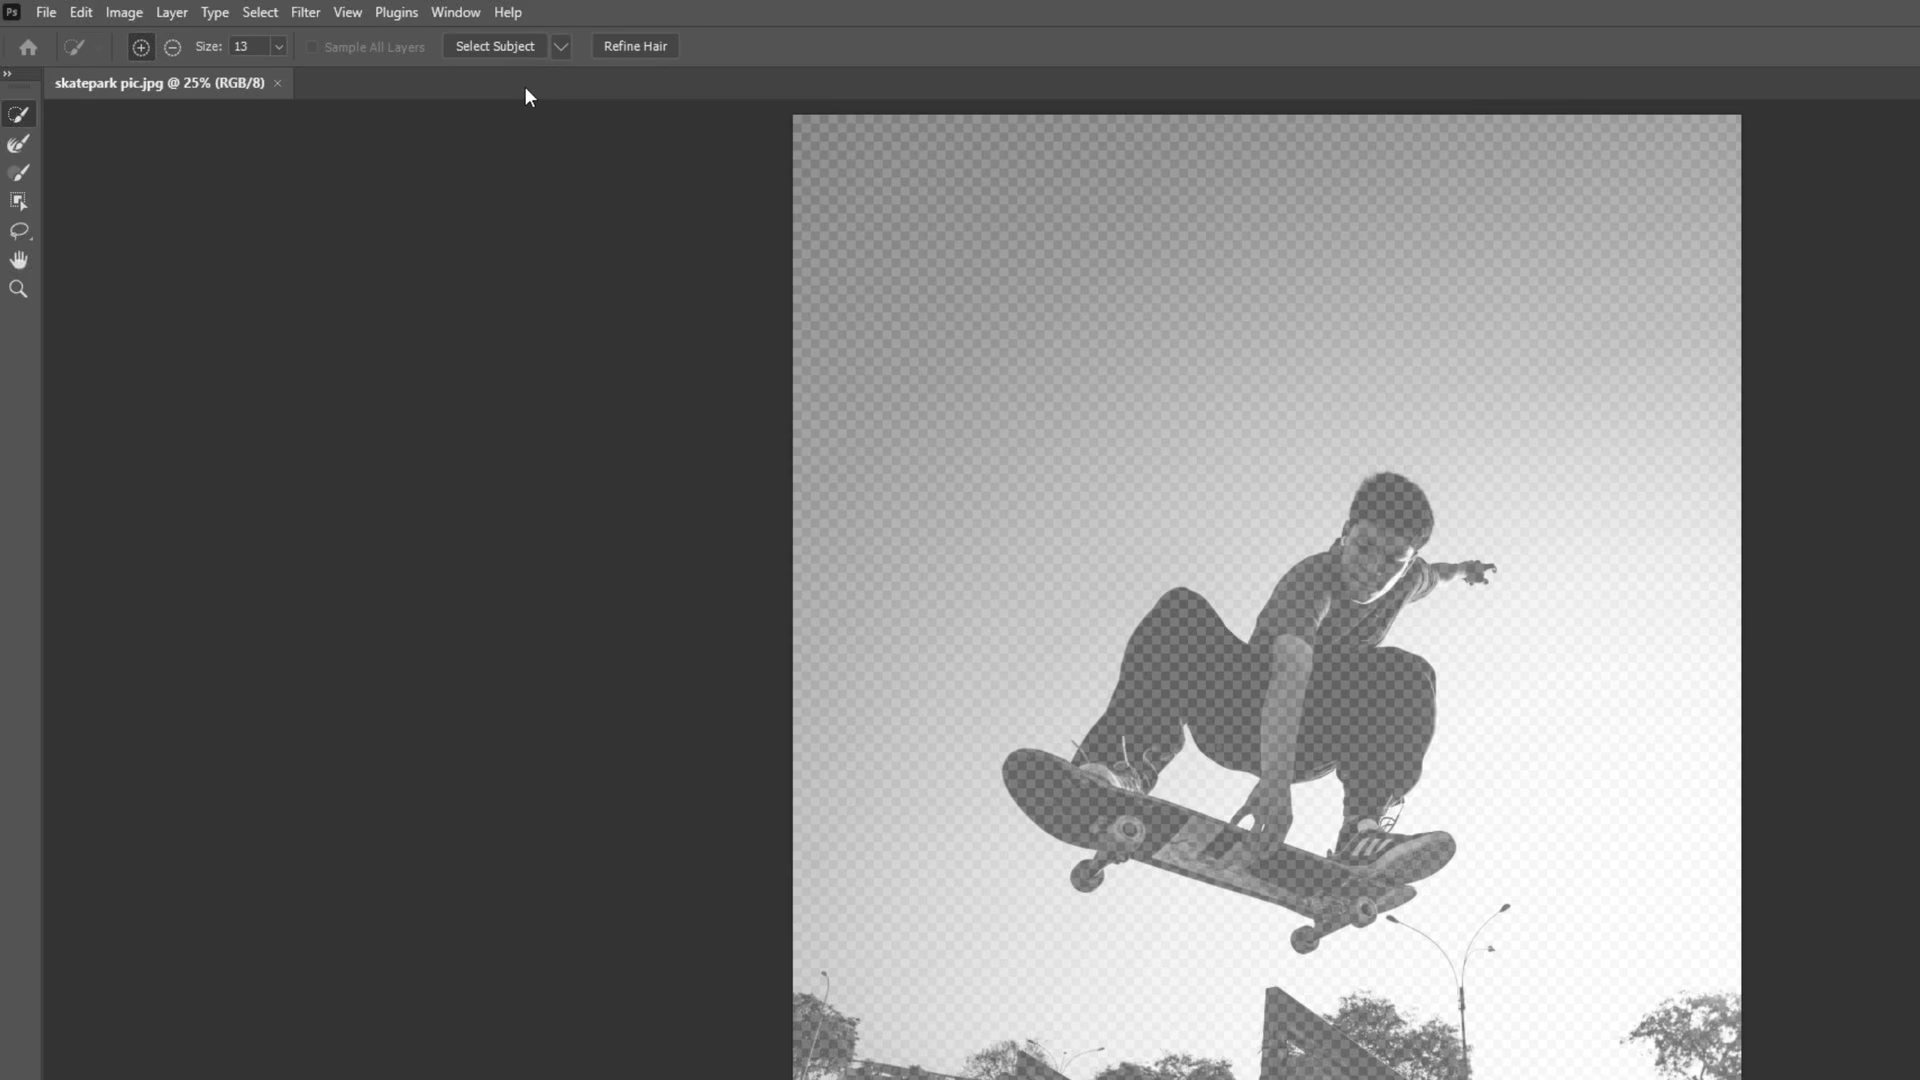 Ps File Edit Image Layer Type Select Filter View Plugins Window Help
Size: 13 Sample All Layers Select Subject Refine Hair
skatepark pic.jpg @ 25% (RGB/8) ×